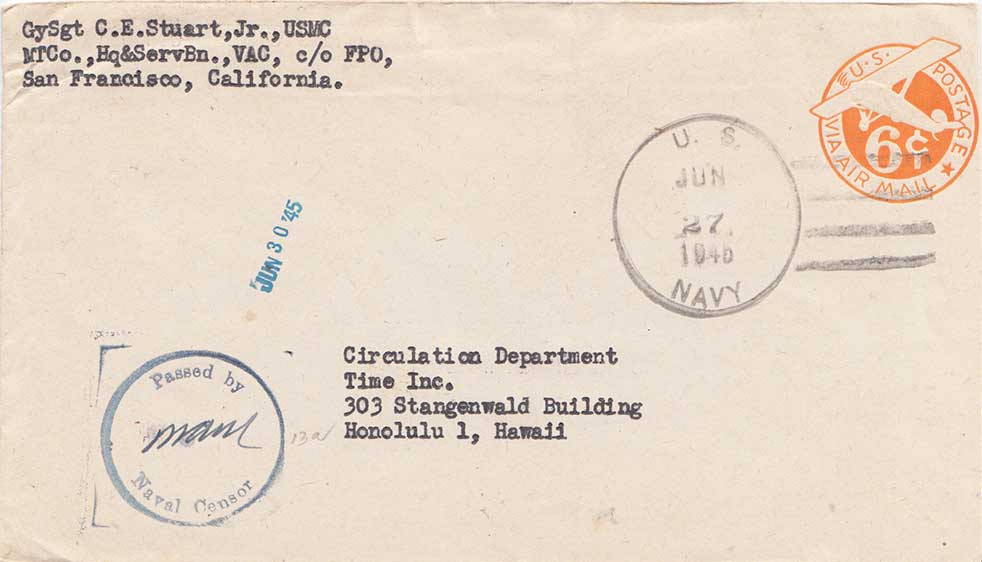 GySgt C.E.Stuart,Jr.,USMC
MTCo.,Hq&ServBn.,VAC, c/o FPO,
San Francisco, California.
U.S. POSTAGE
6¢
VIA AIR MAIL
U. S.
JUN
27.
1945
NAVY
JUN 30 '45
Passed by
Naval Censor
13a
Circulation Department
Time Inc.
303 Stangenwald Building
Honolulu 1, Hawaii